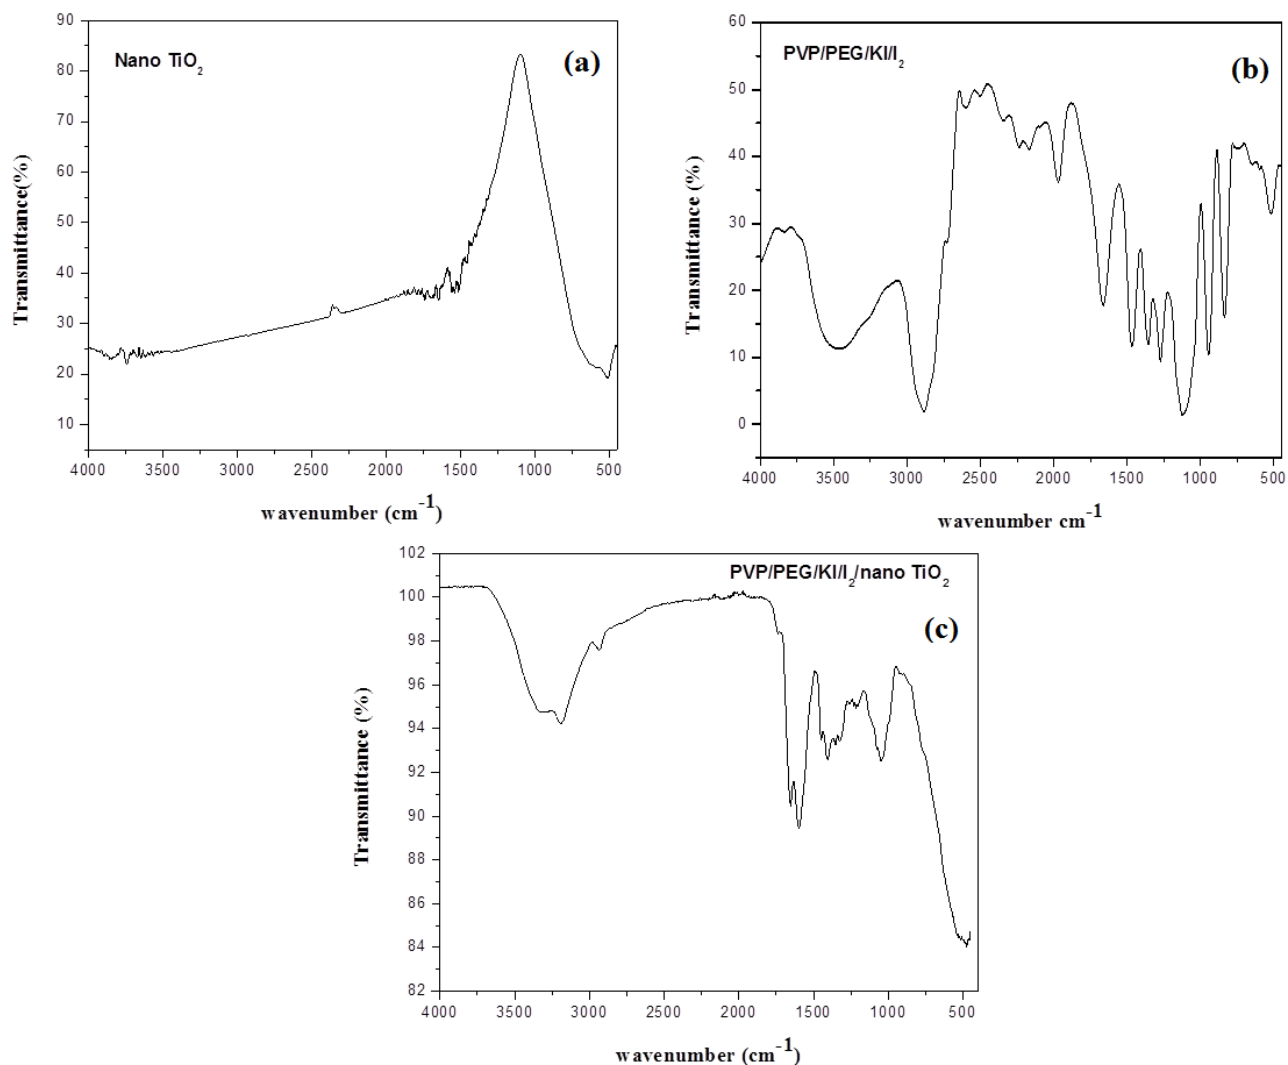 90
80
70
60
50
40
30
20
10
Transmittance(%)
Nano TiO2
(a)
4000 3500 3000 2500 2000 1500 1000 500
wavenumber (cm-1)
60
50
40
30
20
10
0
Transmittance (%)
PVP/PEG/KI/I2
(b)
4000 3500 3000 2500 2000 1500 1000 500
wavenumber cm-1
102
100
98
96
94
92
90
88
86
84
82
Transmittance (%)
PVP/PEG/KI/I2/nano TiO2
(c)
4000 3500 3000 2500 2000 1500 1000 500
wavenumber (cm-1)